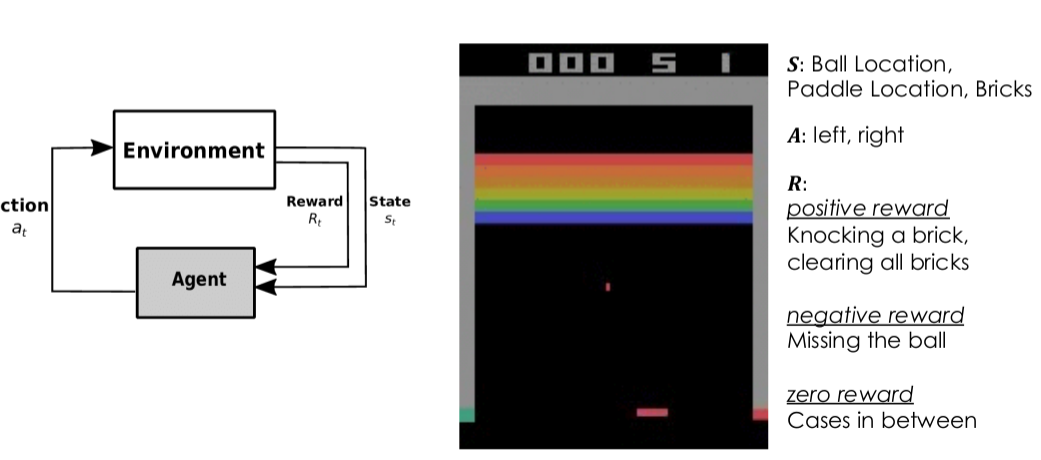 Environment
ction
a_t
Reward
R_t
State
s_t
Agent
000 5 1
S: Ball Location,
Paddle Location, Bricks
A: left, right
R:
positive reward
Knocking a brick,
clearing all bricks
negative reward
Missing the ball
zero reward
Cases in between